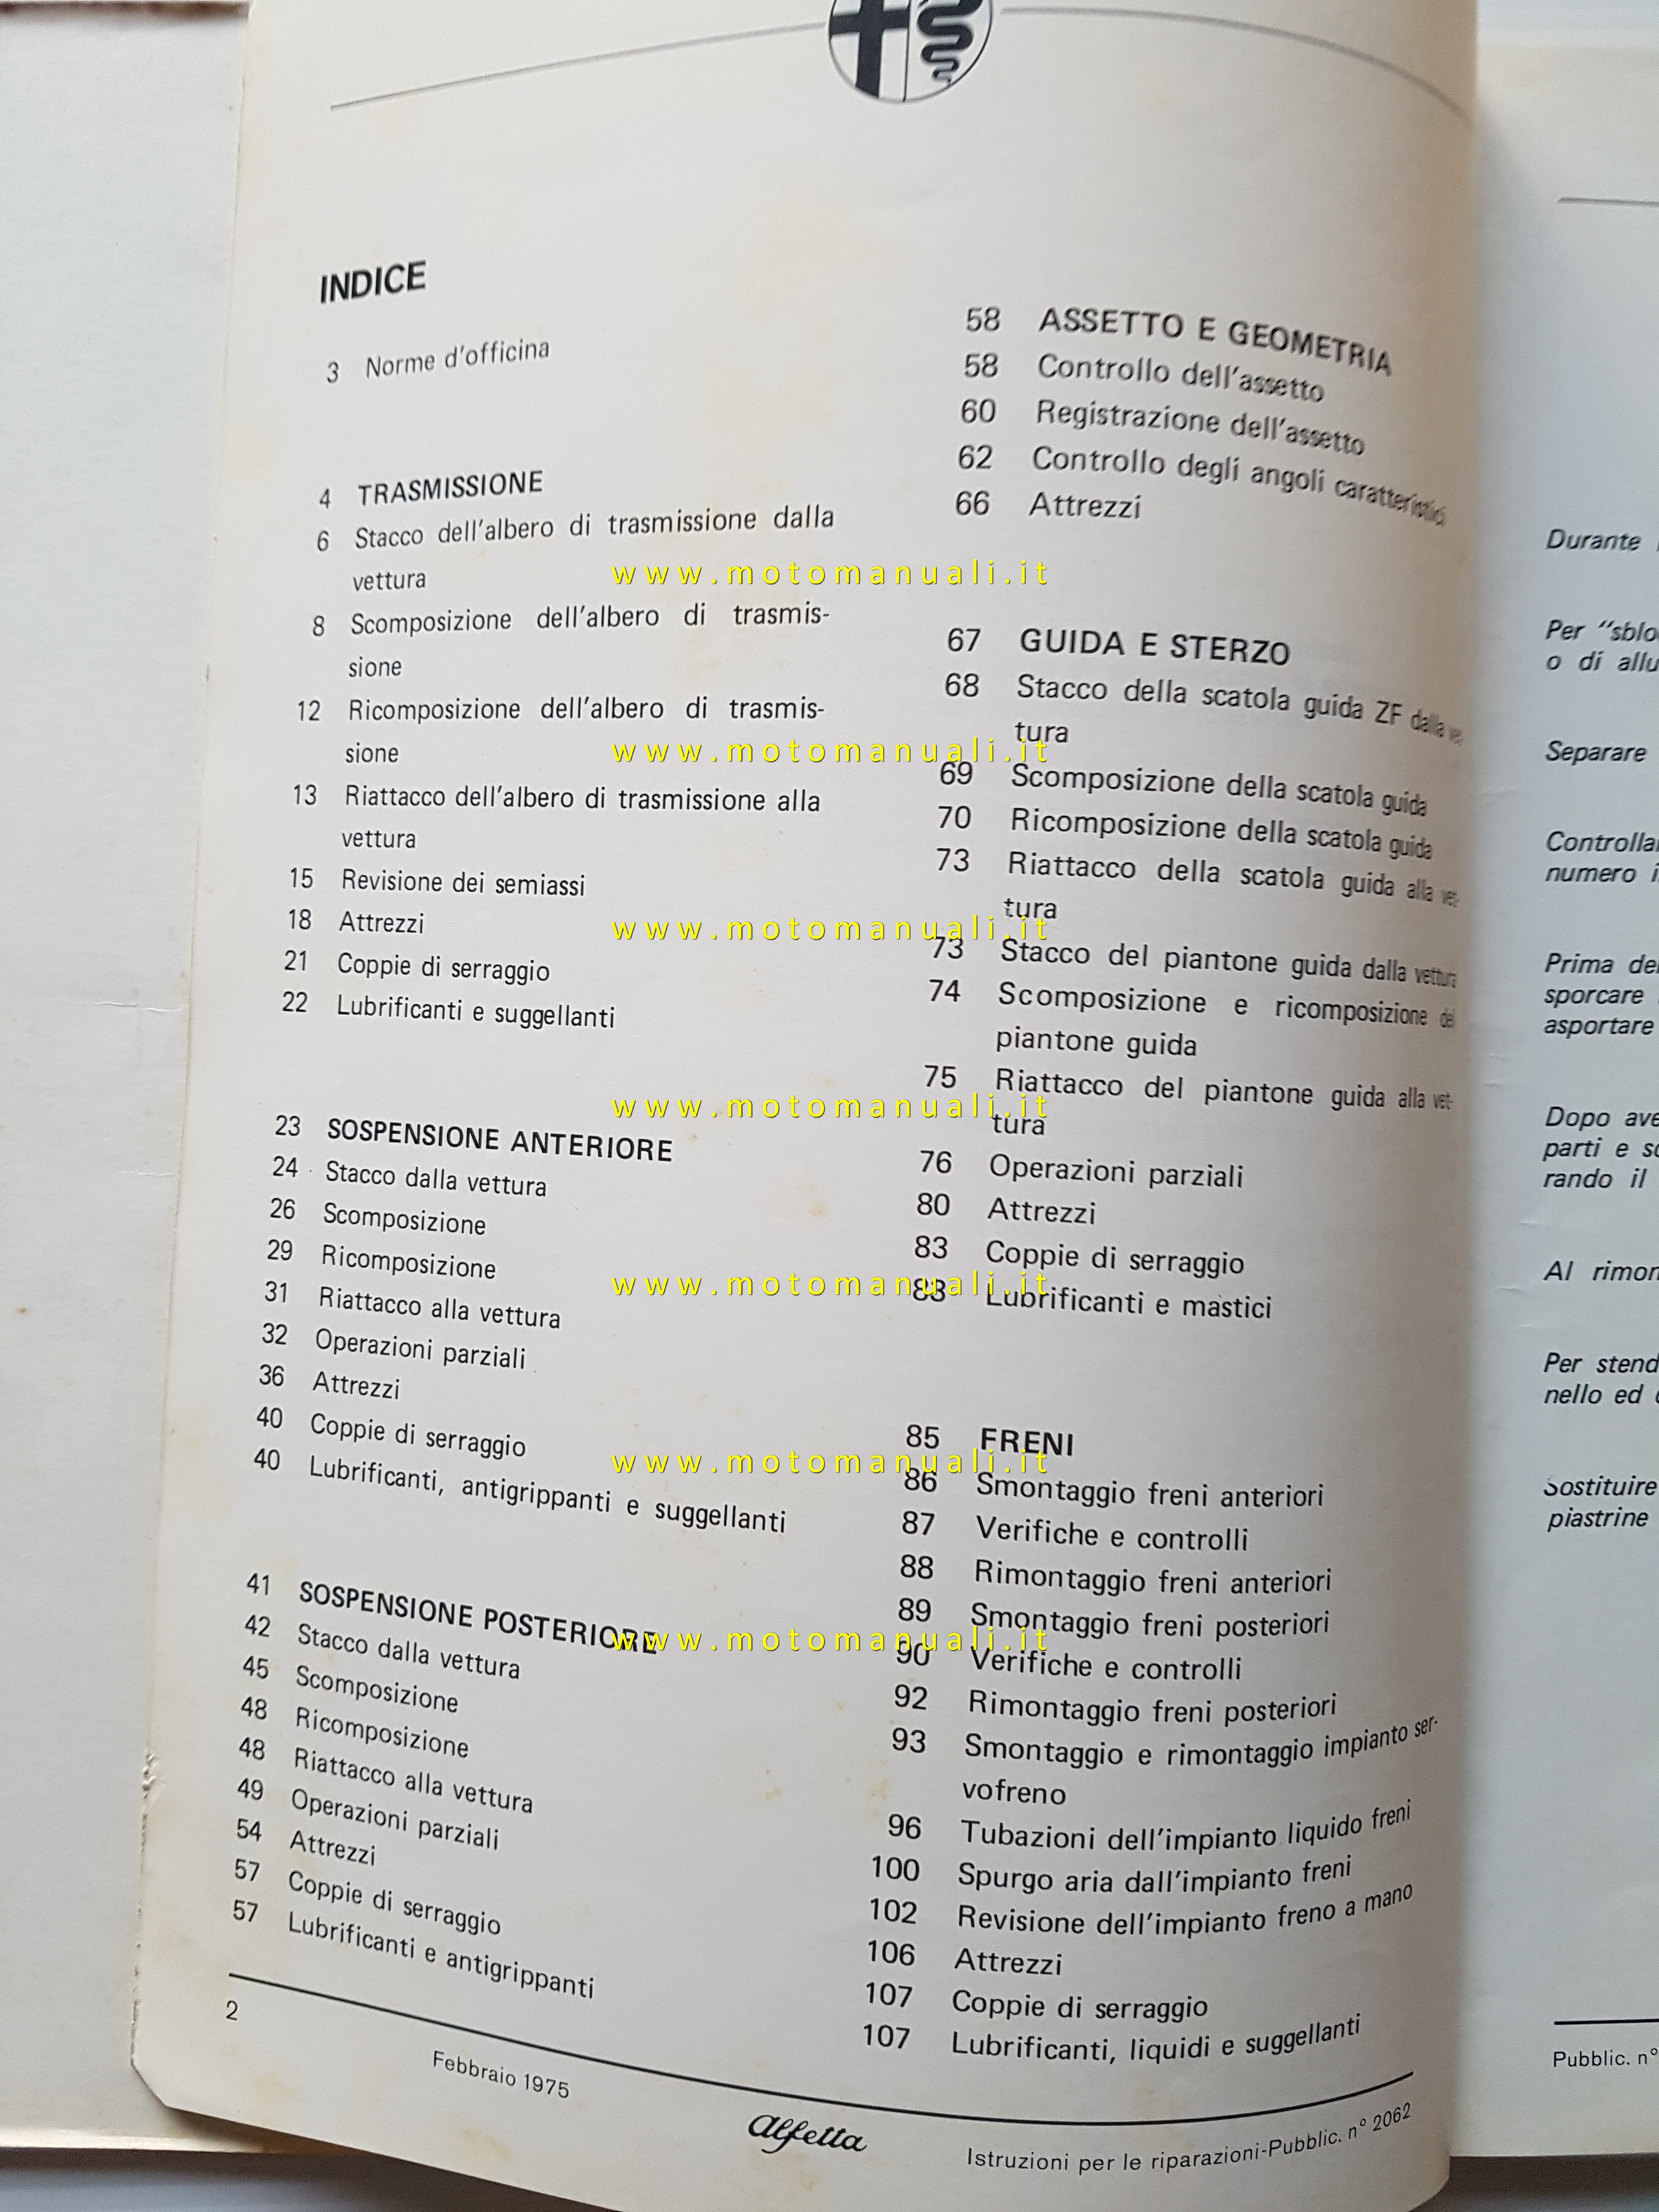 INDICE
3 Norme d'officina
4 TRASMISSIONE
6 Stacco dell'albero di trasmissione dalla
vettura
8 Scomposizione dell'albero di trasmis-
sione
12 Ricomposizione dell'albero di trasmis-
sione
13 Riattacco dell'albero di trasmissione alla
vettura
15 Revisione dei semiassi
18 Attrezzi
21 Coppie di serraggio
22 Lubrificanti e suggellanti
23 SOSPENSIONE ANTERIORE
24 Stacco dalla vettura
26 Scomposizione
29 Ricomposizione
31 Riattacco alla vettura
32 Operazioni parziali
36 Attrezzi
40 Coppie di serraggio
40 Lubrificanti, antigrippanti e suggellanti
41 SOSPENSIONE POSTERIORE
42 Stacco dalla vettura
45 Scomposizione
48 Ricomposizione
48 Riattacco alla vettura
49 Operazioni parziali
54 Attrezzi
57 Coppie di serraggio
57 Lubrificanti e antigrippanti
58 ASSETTO E GEOMETRIA
58 Controllo dell'assetto
60 Registrazione dell'assetto
62 Controllo degli angoli caratteristici
66 Attrezzi
67 GUIDA E STERZO
68 Stacco della scatola guida ZF dalla vet-
tura
69 Scomposizione della scatola guida
70 Ricomposizione della scatola guida
73 Riattacco della scatola guida alla vet-
tura
73 Stacco del piantone guida dalla vettura
74 Scomposizione e ricomposizione del
piantone guida
75 Riattacco del piantone guida alla vet-
tura
76 Operazioni parziali
80 Attrezzi
83 Coppie di serraggio
83 Lubrificanti e mastici
85 FRENI
86 Smontaggio freni anteriori
87 Verifiche e controlli
88 Rimontaggio freni anteriori
89 Smontaggio freni posteriori
90 Verifiche e controlli
92 Rimontaggio freni posteriori
93 Smontaggio e rimontaggio impianto ser-
vofreno
96 Tubazioni dell'impianto liquido freni
100 Spurgo aria dall'impianto freni
102 Revisione dell'impianto freno a mano
106 Attrezzi
107 Coppie di serraggio
107 Lubrificanti, liquidi e suggellanti
2
Febbraio 1975
alfetta
Istruzioni per le riparazioni-Pubblic. n° 2062
www.motomanuali.it
www.motomanuali.it
www.motomanuali.it
www.motomanuali.it
www.motomanuali.it
www.motomanuali.it
www.motomanuali.it
Durante
Per "sblo
o di allu
Separare
Controlla
numero i
Prima de
sporcare
asportare
Dopo ave
parti e so
rando il
Al rimon
Per stend
nello ed
Sostituire
piastrine
Pubblic. n°